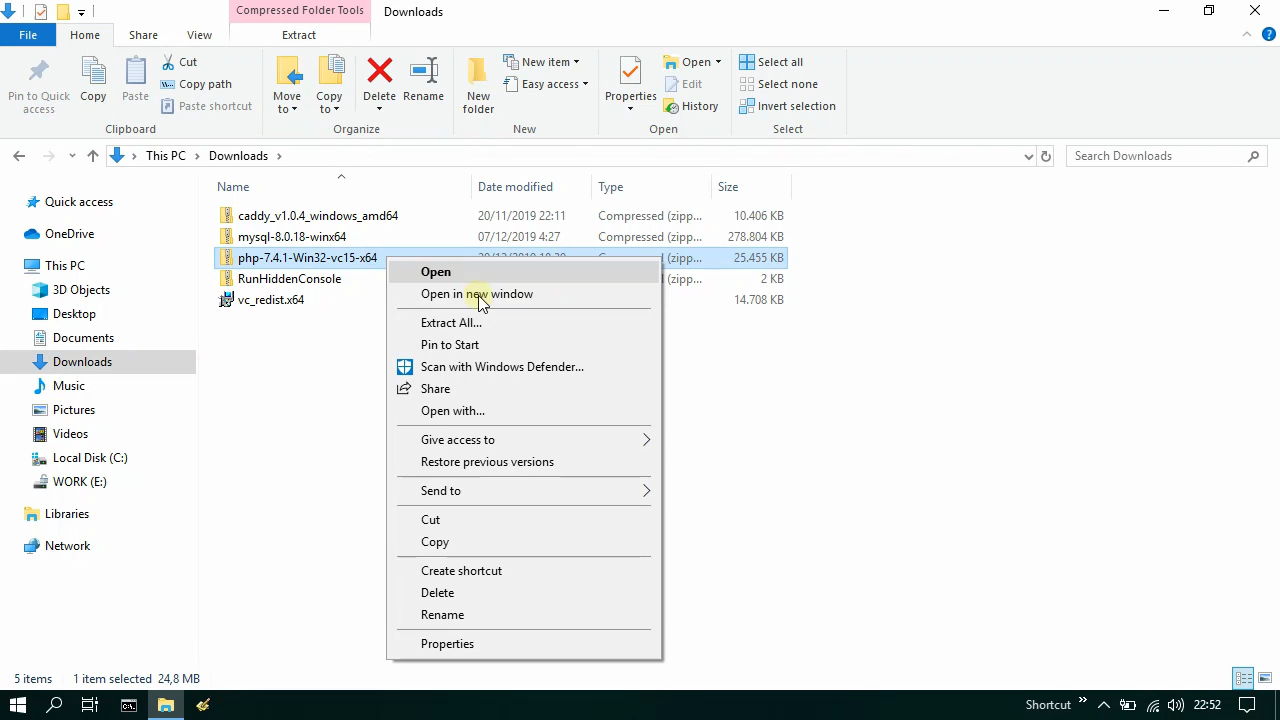 Compressed Folder Tools Downloads
File Home Share View Extract
Pin to Quick access
Copy
Paste
Cut
Copy path
Paste shortcut
Clipboard
Move to
Copy to
Delete
Rename
Organize
New folder
New item
Easy access
New
Properties
Open
Edit
History
Open
Select all
Select none
Invert selection
Select
This PC > Downloads >
Search Downloads
Name Date modified Type Size
caddy_v1.0.4_windows_amd64 20/11/2019 22:11 Compressed (zipp... 10.406 KB
mysql-8.0.18-winx64 07/12/2019 4:27 Compressed (zipp... 278.804 KB
php-7.4.1-Win32-vc15-x64 25.455 KB
RunHiddenConsole d (zipp... 2 KB
vc_redist.x64 14.708 KB
Quick access
OneDrive
This PC
3D Objects
Desktop
Documents
Downloads
Music
Pictures
Videos
Local Disk (C:)
WORK (E:)
Libraries
Network
Open
Open in new window
Extract All...
Pin to Start
Scan with Windows Defender...
Share
Open with...
Give access to
Restore previous versions
Send to
Cut
Copy
Create shortcut
Delete
Rename
Properties
5 items 1 item selected 24,8 MB
Shortcut 22:52